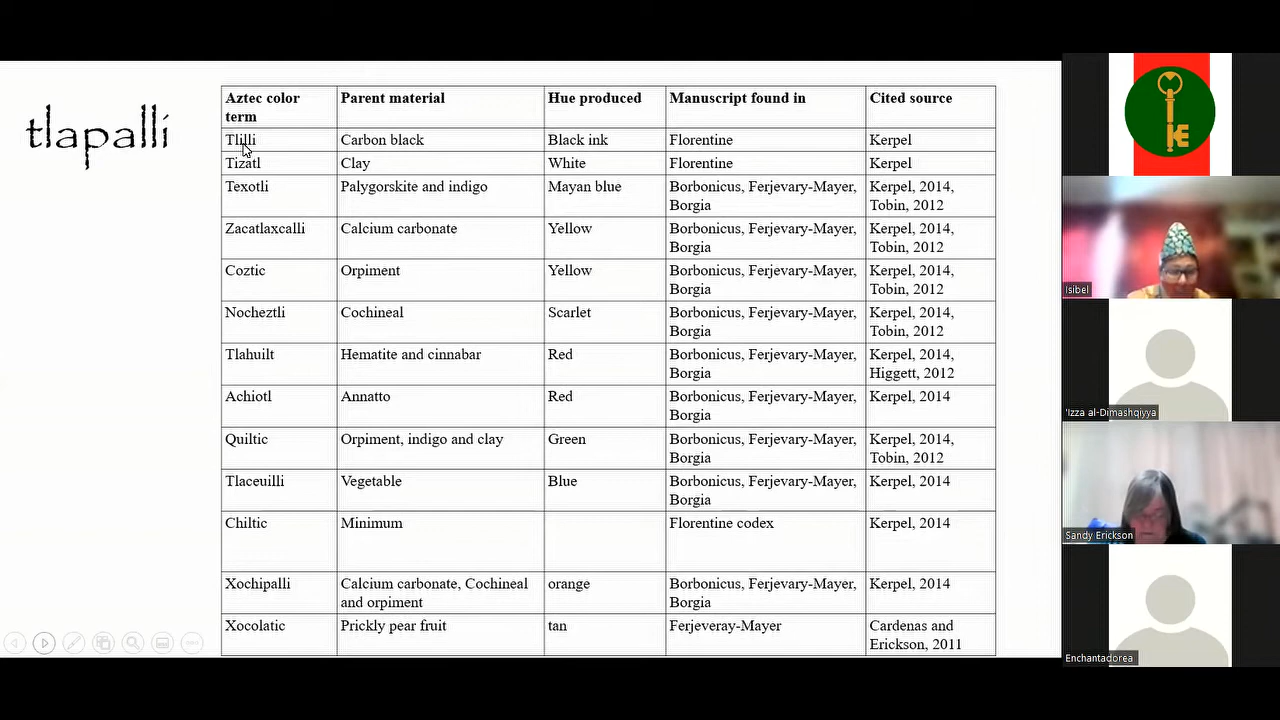 tlapalli
Aztec color term | Parent material | Hue produced | Manuscript found in | Cited source
Tlilli | Carbon black | Black ink | Florentine | Kerpel
Tizatl | Clay | White | Florentine | Kerpel
Texotli | Palygorskite and indigo | Mayan blue | Borbonicus, Ferjevary-Mayer, Borgia | Kerpel, 2014, Tobin, 2012
Zacatlaxcalli | Calcium carbonate | Yellow | Borbonicus, Ferjevary-Mayer, Borgia | Kerpel, 2014, Tobin, 2012
Coztic | Orpiment | Yellow | Borbonicus, Ferjevary-Mayer, Borgia | Kerpel, 2014, Tobin, 2012
Nocheztli | Cochineal | Scarlet | Borbonicus, Ferjevary-Mayer, Borgia | Kerpel, 2014, Tobin, 2012
Tlahuilt | Hematite and cinnabar | Red | Borbonicus, Ferjevary-Mayer, Borgia | Kerpel, 2014, Higgett, 2012
Achiotl | Annatto | Red | Borbonicus, Ferjevary-Mayer, Borgia | Kerpel, 2014
Quiltic | Orpiment, indigo and clay | Green | Borbonicus, Ferjevary-Mayer, Borgia | Kerpel, 2014, Tobin, 2012
Tlaceuilli | Vegetable | Blue | Borbonicus, Ferjevary-Mayer, Borgia | Kerpel, 2014
Chiltic | Minimum | | Florentine codex | Kerpel, 2014
Xochipalli | Calcium carbonate, Cochineal and orpiment | orange | Borbonicus, Ferjevary-Mayer, Borgia | Kerpel, 2014
Xocolatic | Prickly pear fruit | tan | Ferjeveray-Mayer | Cardenas and Erickson, 2011
Isibel
'Izza al-Dimashqiyya
Sandy Erickson
Enchantadorea